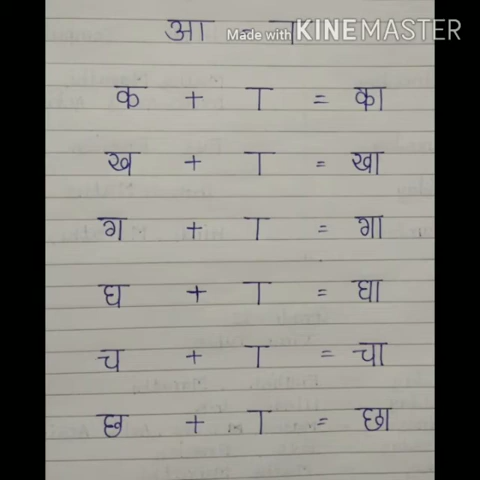 आ = ा Made with KINEMASTER
क + ा = का
ख + ा = खा
ग + ा = गा
घ + ा = घा
च + ा = चा
छ + ा = छा